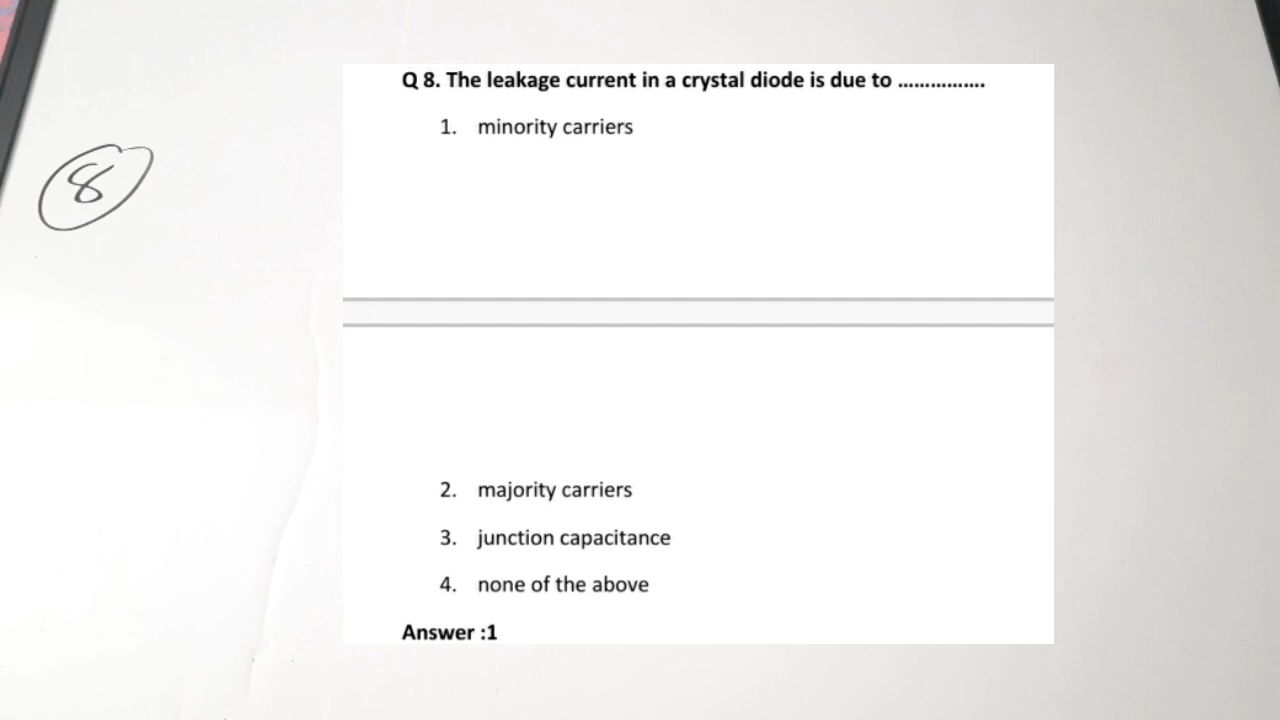 8
Q 8. The leakage current in a crystal diode is due to ................
1. minority carriers
2. majority carriers
3. junction capacitance
4. none of the above
Answer :1